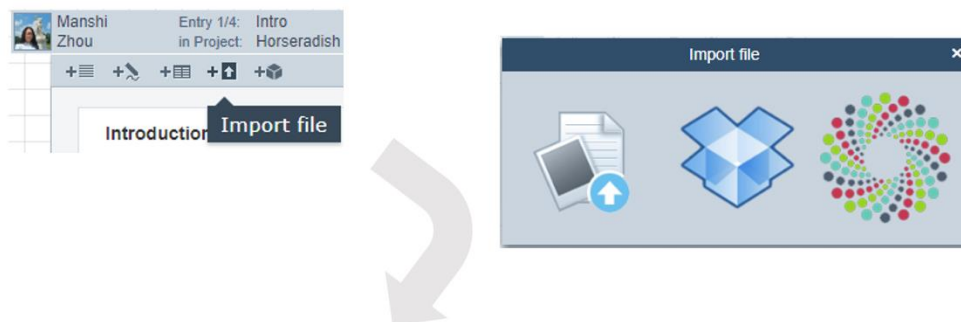 Manshi Entry 1/4: Intro
Zhou in Project: Horseradish
Introduction
Import file
Import file